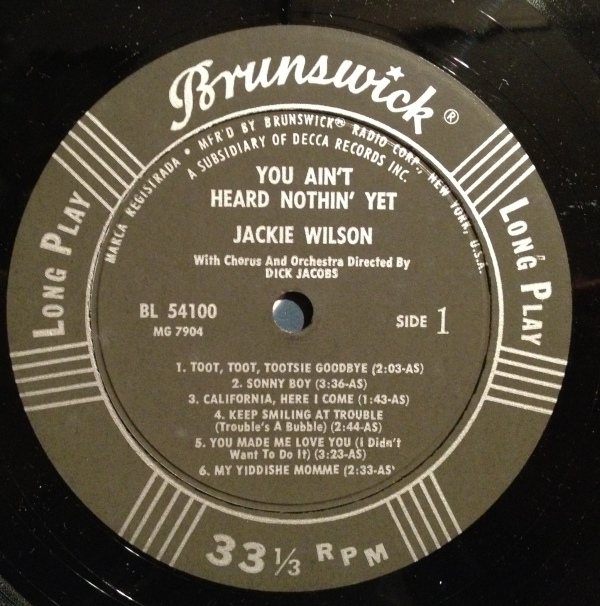 Brunswick®
MARCA REGISTRADA • MFR'D BY BRUNSWICK® RADIO CORP., NEW YORK, U.S.A.
A SUBSIDIARY OF DECCA RECORDS INC.
YOU AIN'T
HEARD NOTHIN' YET
JACKIE WILSON
With Chorus And Orchestra Directed By
DICK JACOBS
LONG PLAY
LONG PLAY
BL 54100
MG 7904
SIDE 1
1. TOOT, TOOT, TOOTSIE GOODBYE (2:03-AS)
2. SONNY BOY (3:36-AS)
3. CALIFORNIA, HERE I COME (1:43-AS)
4. KEEP SMILING AT TROUBLE
(Trouble's A Bubble) (2:44-AS)
5. YOU MADE ME LOVE YOU (I Didn't
Want To Do It) (3:23-AS)
6. MY YIDDISHE MOMME (2:33-AS)
33 1/3 RPM